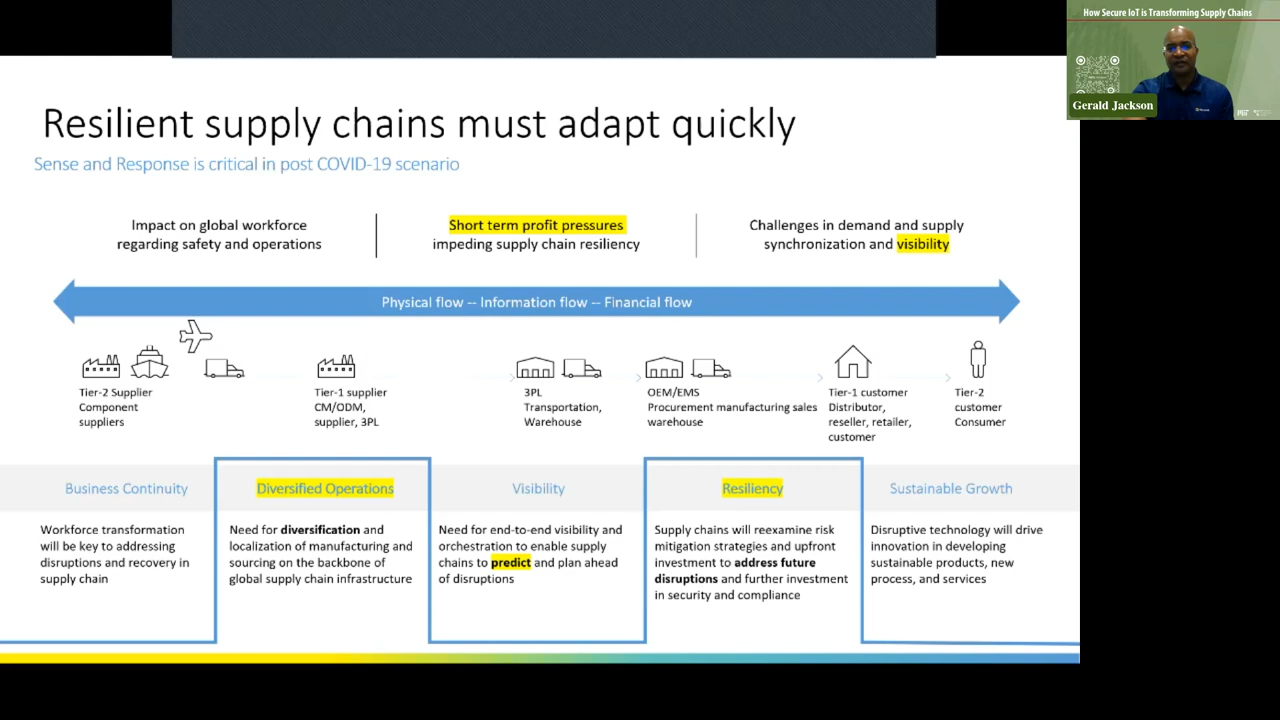 How Secure IoT is Transforming Supply Chains
Gerald Jackson
Resilient supply chains must adapt quickly
Sense and Response is critical in post COVID-19 scenario
Impact on global workforce
regarding safety and operations
Short term profit pressures
impeding supply chain resiliency
Challenges in demand and supply
synchronization and visibility
Physical flow -- Information flow -- Financial flow
Tier-2 Supplier
Component
suppliers
Tier-1 supplier
CM/ODM,
supplier, 3PL
3PL
Transportation,
Warehouse
OEM/EMS
Procurement manufacturing sales
warehouse
Tier-1 customer
Distributor,
reseller, retailer,
customer
Tier-2
customer
Consumer
Business Continuity
Workforce transformation
will be key to addressing
disruptions and recovery in
supply chain
Diversified Operations
Need for diversification and
localization of manufacturing and
sourcing on the backbone of
global supply chain infrastructure
Visibility
Need for end-to-end visibility and
orchestration to enable supply
chains to predict and plan ahead
of disruptions
Resiliency
Supply chains will reexamine risk
mitigation strategies and upfront
investment to address future
disruptions and further investment
in security and compliance
Sustainable Growth
Disruptive technology will drive
innovation in developing
sustainable products, new
process, and services